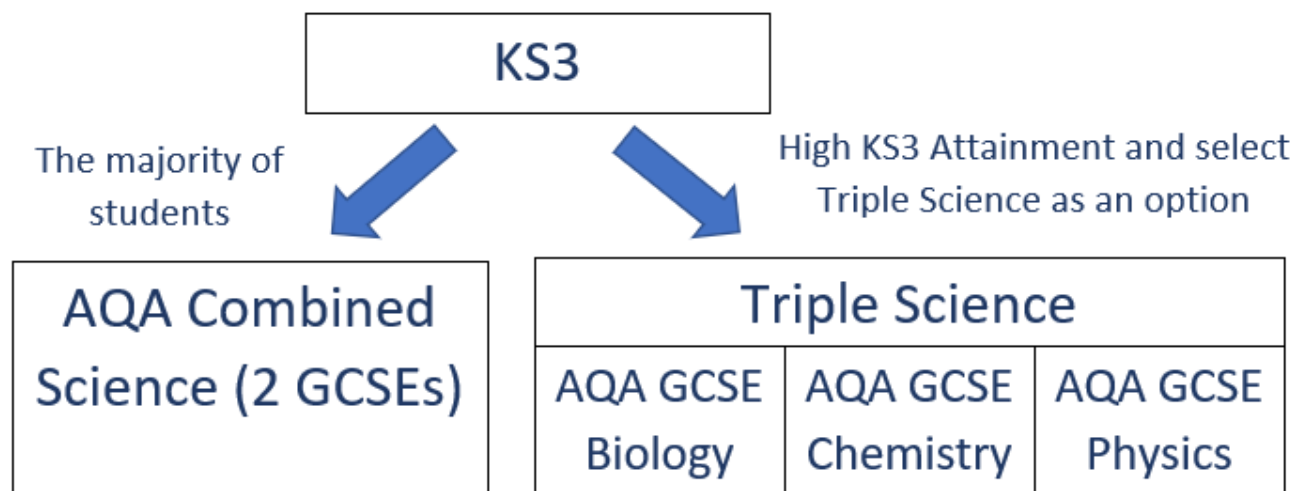 KS3
The majority of
students
High KS3 Attainment and select
Triple Science as an option
AQA Combined
Science (2 GCSEs)
Triple Science
AQA GCSE
Biology
AQA GCSE
Chemistry
AQA GCSE
Physics